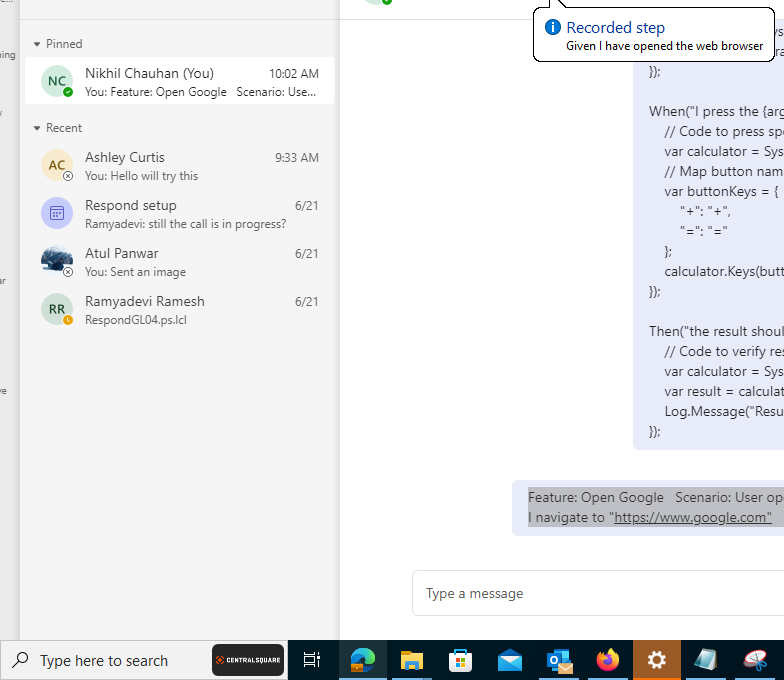 Recorded step
Given I have opened the web browser
Pinned
NC
Nikhil Chauhan (You) 10:02 AM
You: Feature: Open Google Scenario: Use...
Recent
AC
Ashley Curtis 9:33 AM
You: Hello will try this
Respond setup 6/21
Ramyadevi: still the call is in progress?
Atul Panwar 6/21
You: Sent an image
RR
Ramyadevi Ramesh 6/21
RespondGL04.ps.lcl
});
When("I press the {arg
// Code to press spe
var calculator = Sys
// Map button nam
var buttonKeys = {
"+": "+",
"=": "="
};
calculator.Keys(butt
});
Then("the result shoul
// Code to verify res
var calculator = Sys
var result = calculat
Log.Message("Resu
});
Feature: Open Google Scenario: User op
I navigate to "https://www.google.com"
Type a message
Type here to search
CENTRALSQUARE